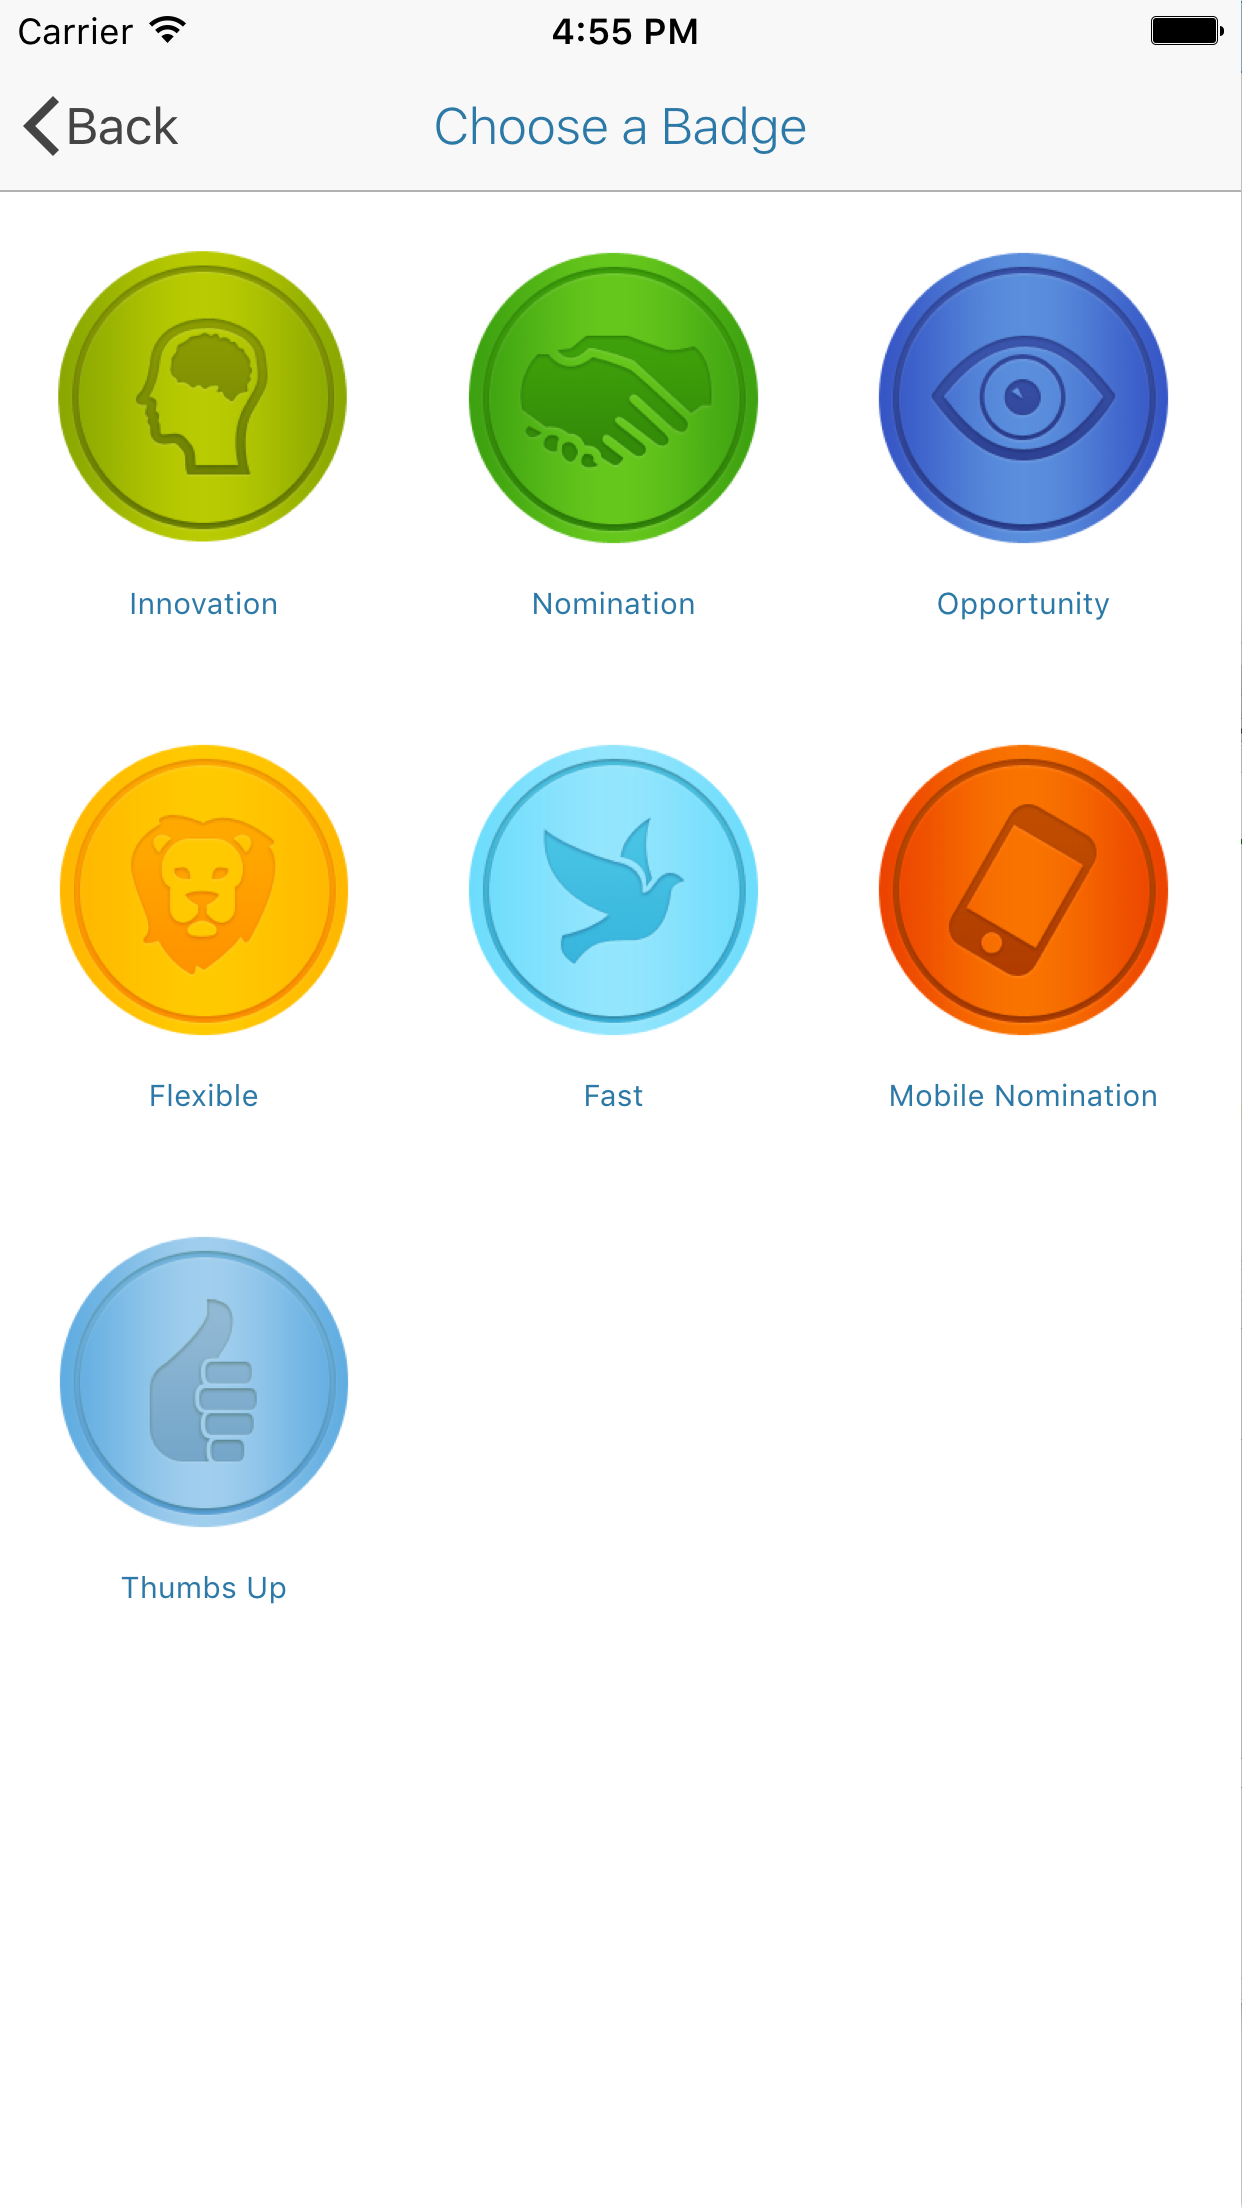 Carrier 4:55 PM
Back Choose a Badge
Innovation Nomination Opportunity
Flexible Fast Mobile Nomination
Thumbs Up